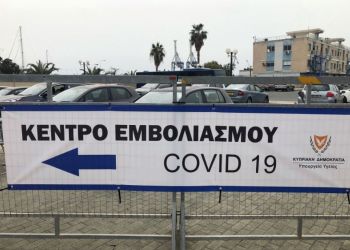 ΚΕΝΤΡΟ ΕΜΒΟΛΙΑΣΜΟΥ
COVID 19
ΚΥΠΡΙΑΚΗ ΔΗΜΟΚΡΑΤΙΑ
Υπουργείο Υγείας